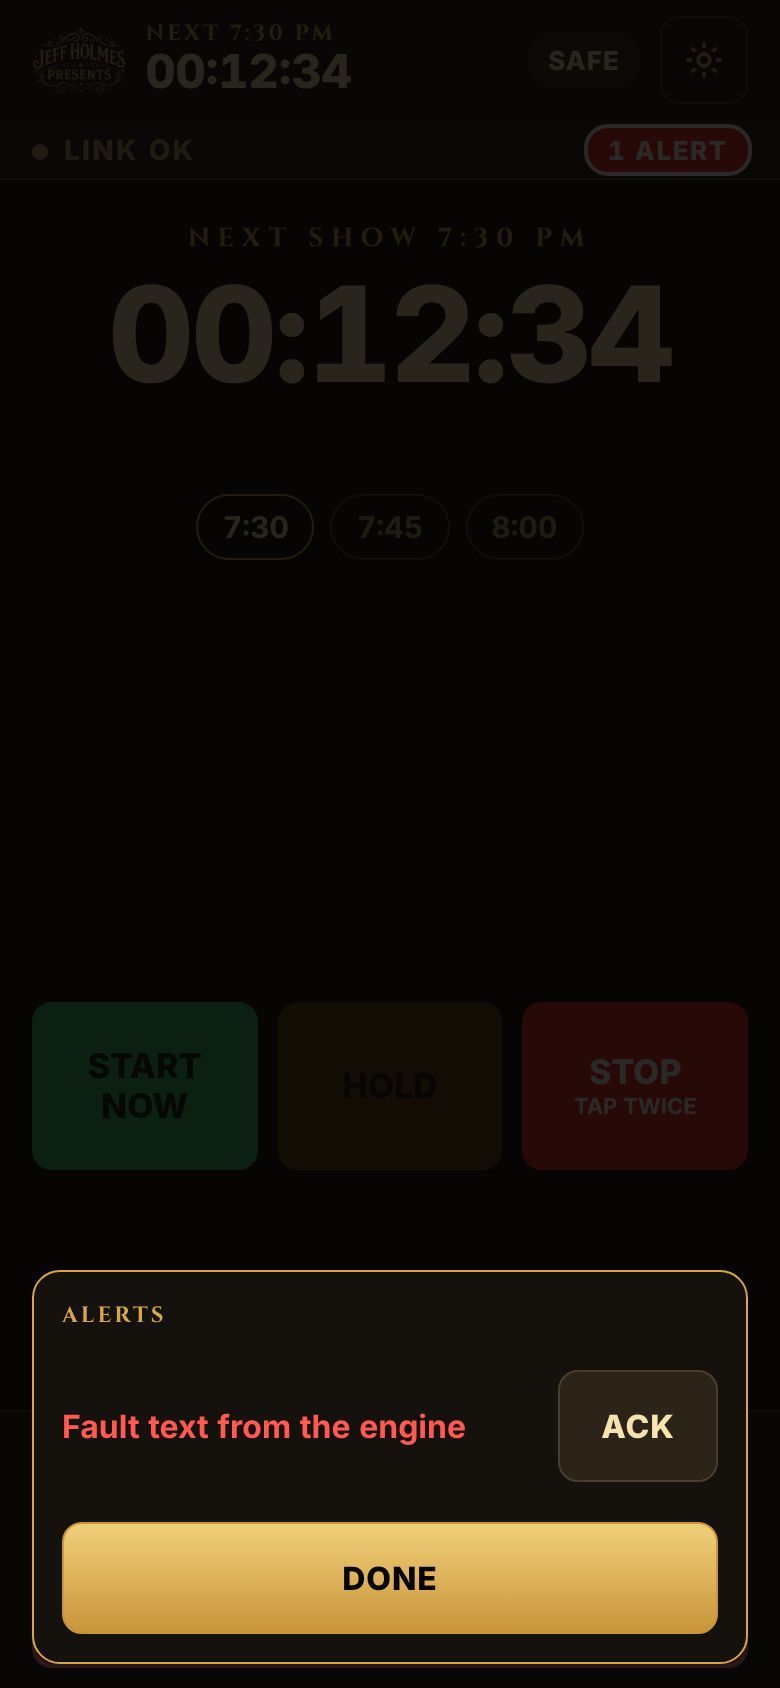 JEFF HOLMES
PRESENTS
NEXT 7:30 PM
00:12:34
SAFE
LINK OK
1 ALERT
NEXT SHOW 7:30 PM
00:12:34
7:30
7:45
8:00
START
NOW
HOLD
STOP
TAP TWICE
ALERTS
Fault text from the engine
ACK
DONE